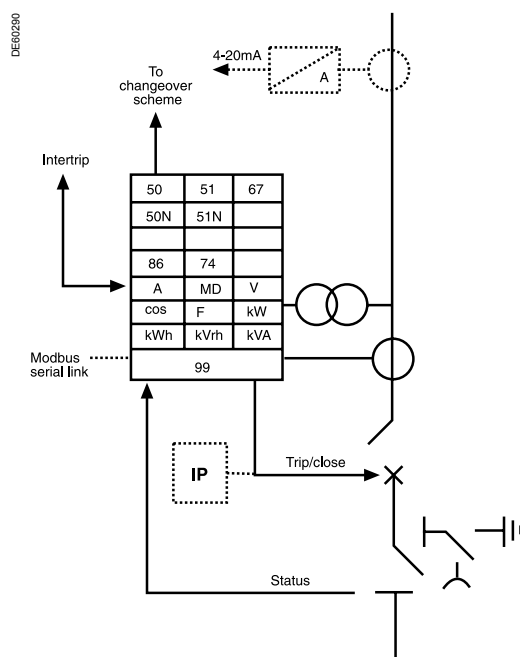 DE60290
4-20mA
A
To
changeover
scheme
Intertrip
50 51 67
50N 51N
86 74
A MD V
cos F kW
kWh kVrh kVA
99
Modbus
serial link
IP
Trip/close
Status